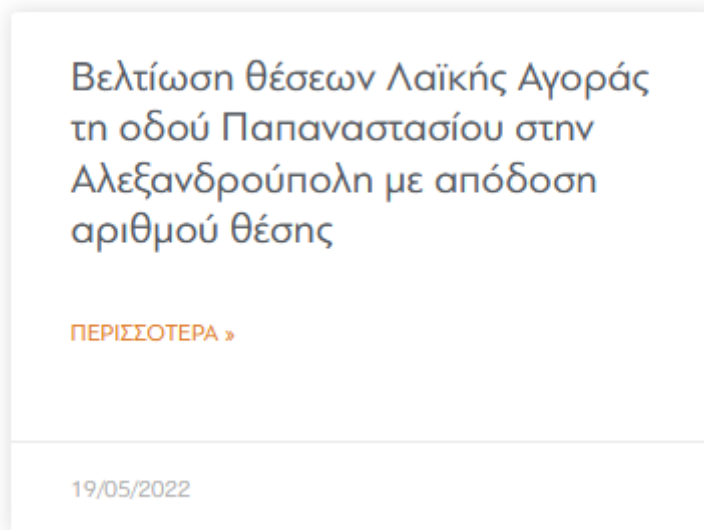 Βελτίωση θέσεων Λαϊκής Αγοράς
τη οδού Παπαναστασίου στην
Αλεξανδρούπολη με απόδοση
αριθμού θέσης
ΠΕΡΙΣΣΟΤΕΡΑ »
19/05/2022